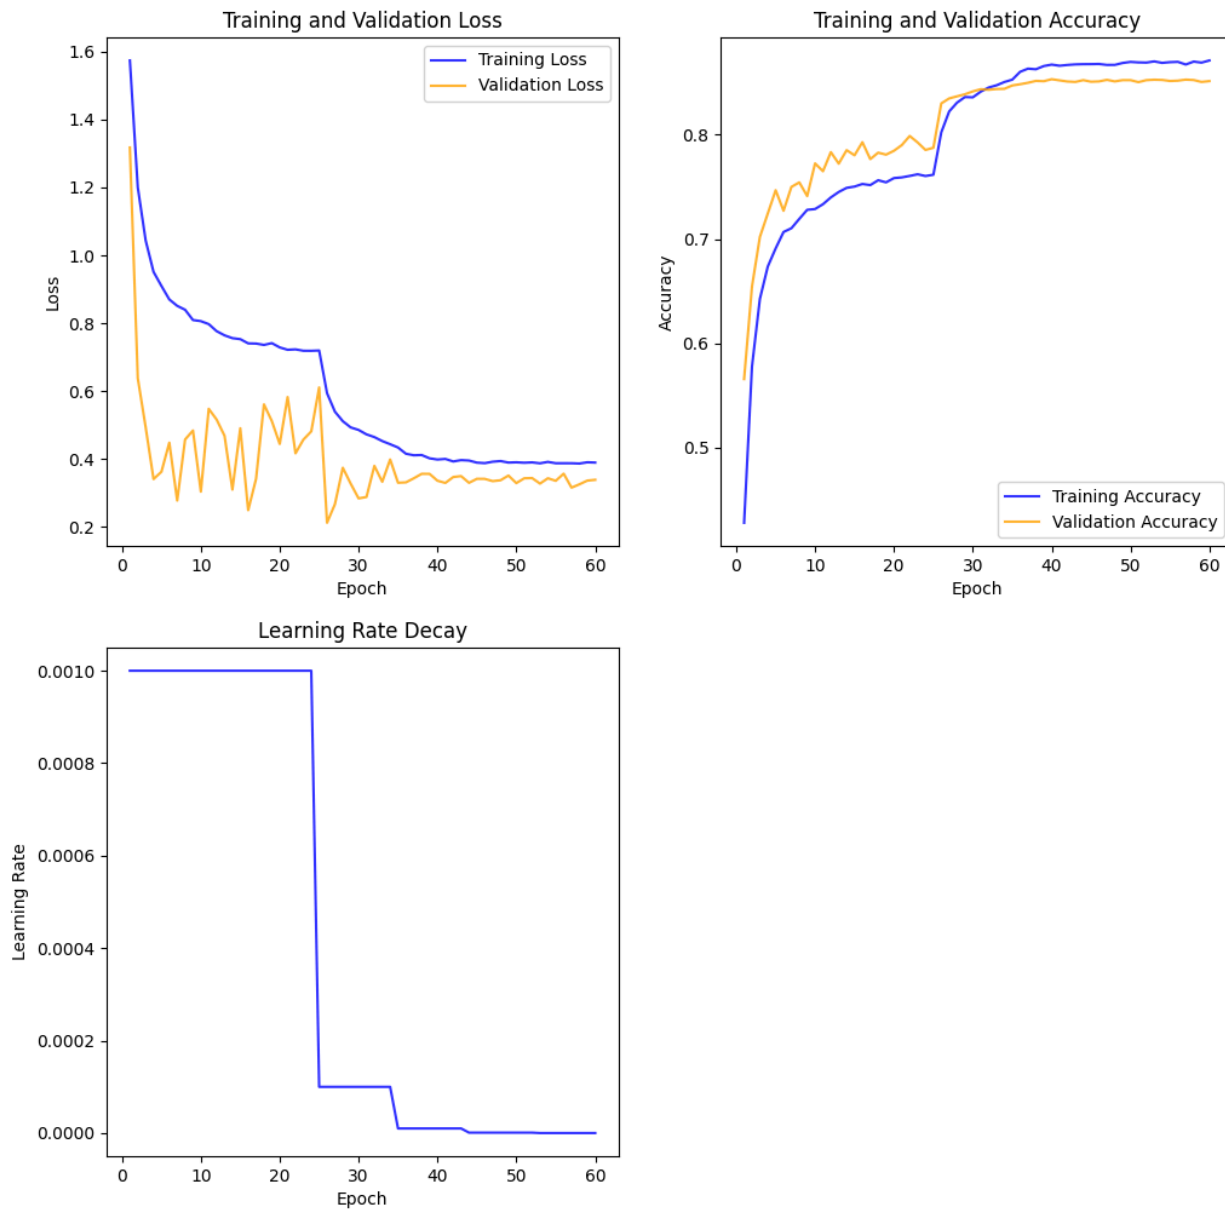 Training and Validation Loss
1.6
1.4
1.2
1.0
0.8
0.6
0.4
0.2
Loss
Training Loss
Validation Loss
0 10 20 30 40 50 60
Epoch
Training and Validation Accuracy
0.8
0.7
0.6
0.5
Accuracy
Training Accuracy
Validation Accuracy
0 10 20 30 40 50 60
Epoch
Learning Rate Decay
0.0010
0.0008
0.0006
0.0004
0.0002
0.0000
Learning Rate
0 10 20 30 40 50 60
Epoch